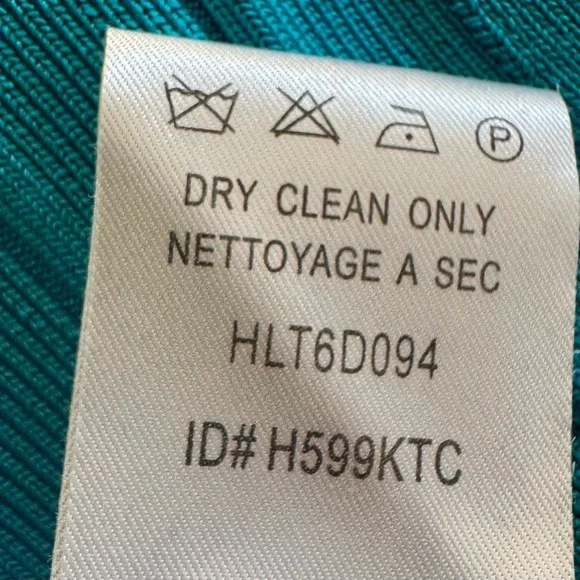 P
DRY CLEAN ONLY
NETTOYAGE A SEC
HLT6D094
ID# H599KTC